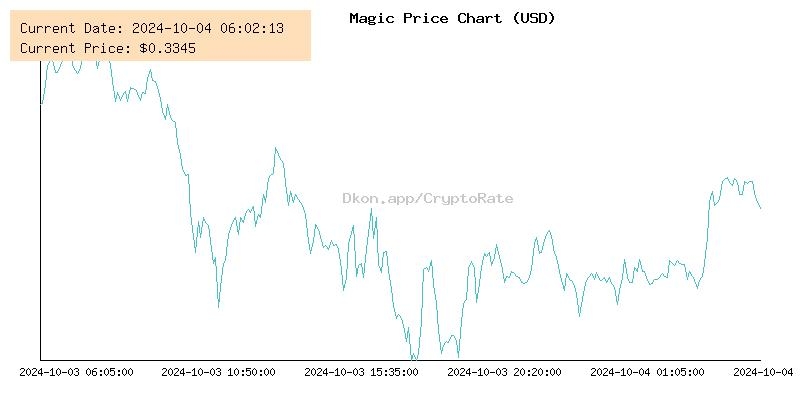 Magic Price Chart (USD)
Current Date: 2024-10-04 06:02:13
Current Price: $0.3345
Dkon.app/CryptoRate
2024-10-03 06:05:00 2024-10-03 10:50:00 2024-10-03 15:35:00 2024-10-03 20:20:00 2024-10-04 01:05:00 2024-10-04